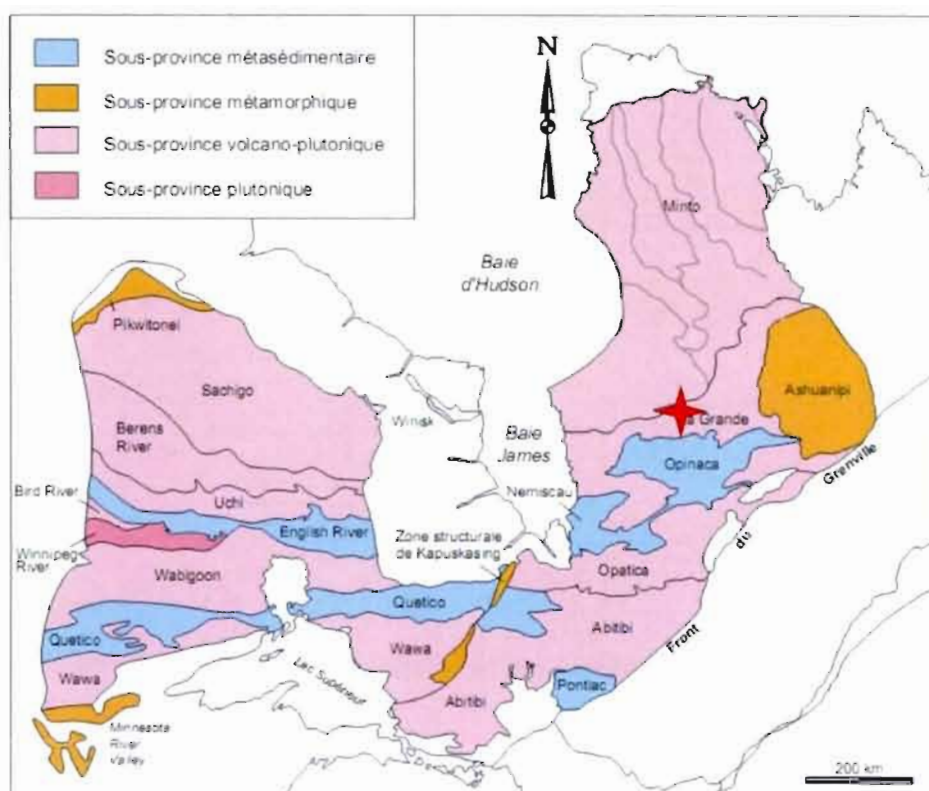 Sous-province métasédimentaire
Sous-province métamorphique
Sous-province volcano-plutonique
Sous-province plutonique
N
Minto
Baie
d'Hudson
Pikwitonei
Sachigo
Ashuanipi
Winisk
Berens
River
Baie
James
Grande
Opinaca
Grenville
Bird River
Uchi
Nemiscau
English River
Zone structurale
de Kapuskasing
du
Winnipeg
River
Wabigoon
Opatica
Quetico
Abitibi
Front
Quetico
Wawa
Lac Supérieur
Pontiac
Wawa
Abitibi
Minnesota
River
Valley
200 km